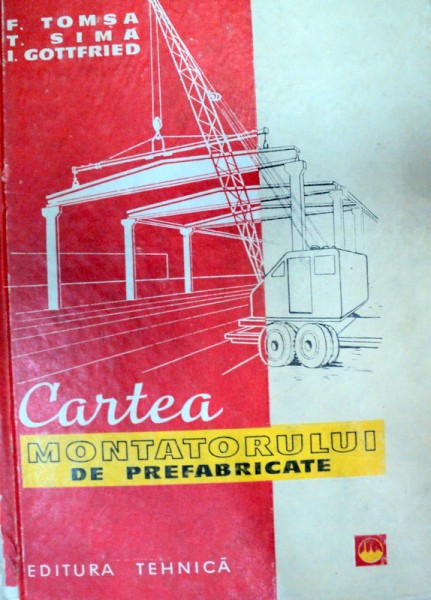 F. TOMȘA
T. SIMA
I. GOTTFRIED
Cartea
MONTATORULUI
DE PREFABRICATE
EDITURA TEHNICĂ